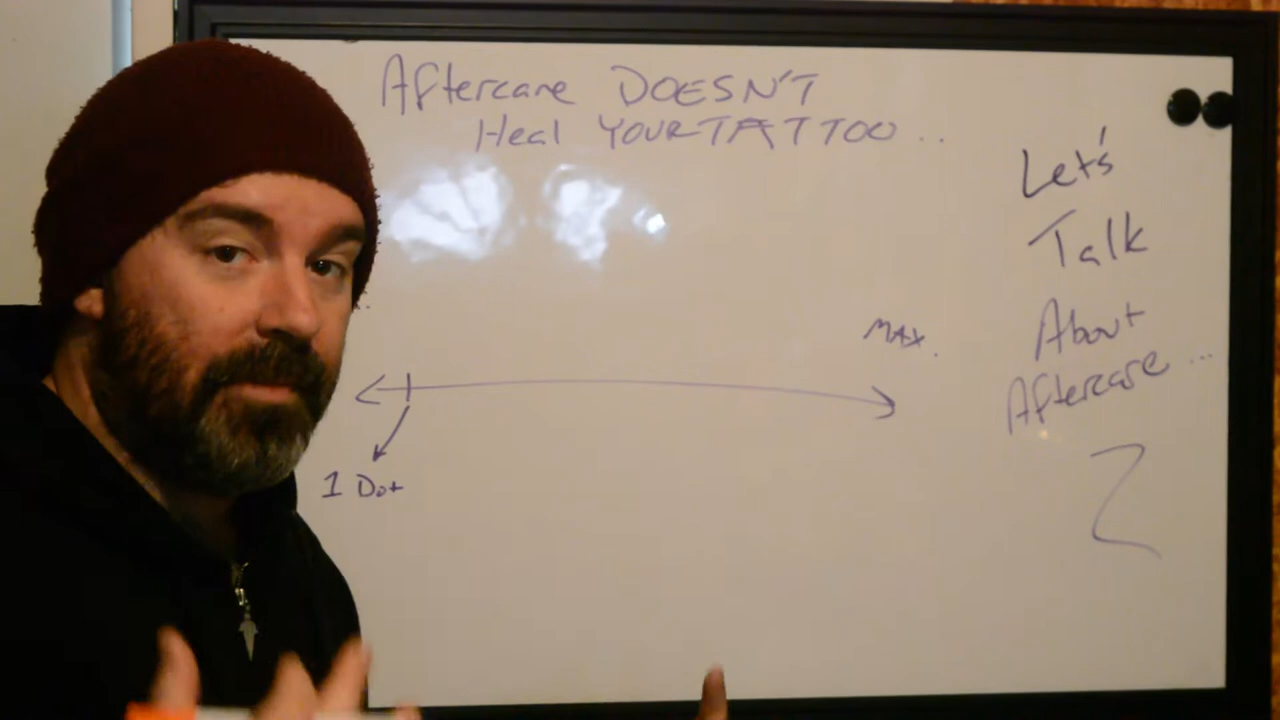 Aftercare DOESN'T
Heal YOUR TATTOO ..
Let's
Talk
About
Aftercare ...
MAX.
1 Dot